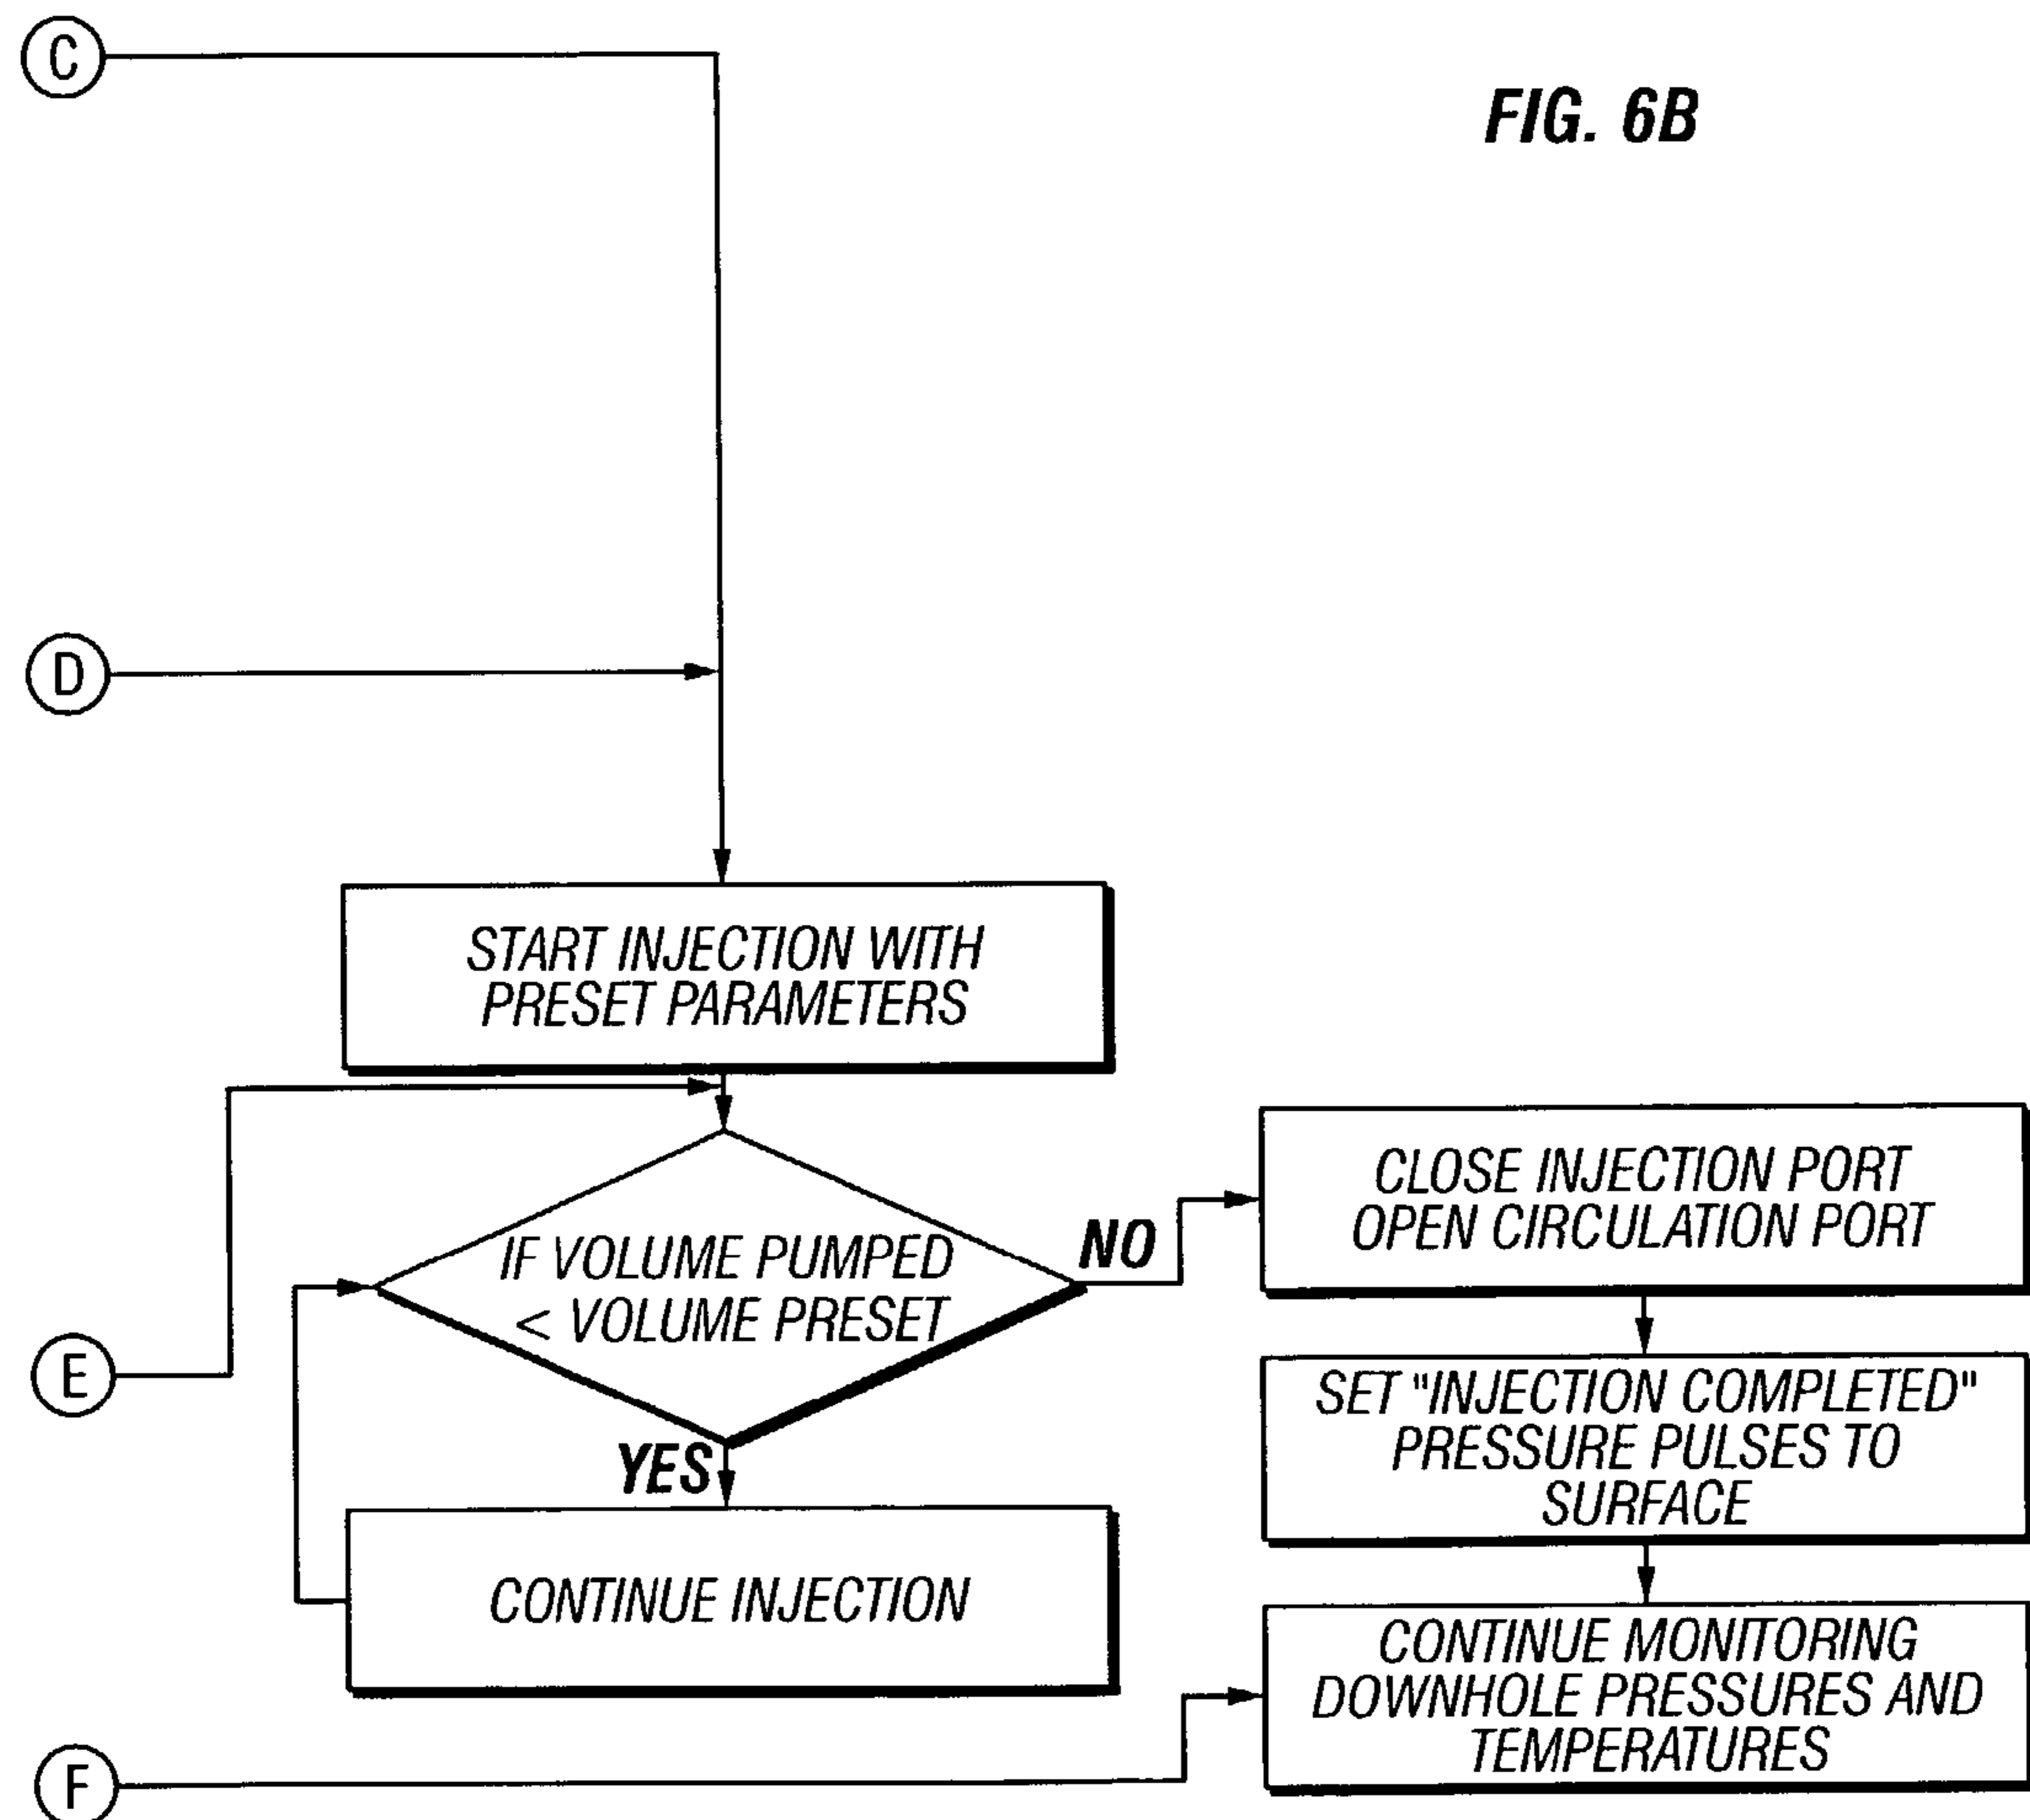 C
FIG. 6B
D
START INJECTION WITH
PRESET PARAMETERS
IF VOLUME PUMPED
< VOLUME PRESET
NO
YES
CONTINUE INJECTION
CLOSE INJECTION PORT
OPEN CIRCULATION PORT
SET "INJECTION COMPLETED"
PRESSURE PULSES TO
SURFACE
CONTINUE MONITORING
DOWNHOLE PRESSURES AND
TEMPERATURES
E
F